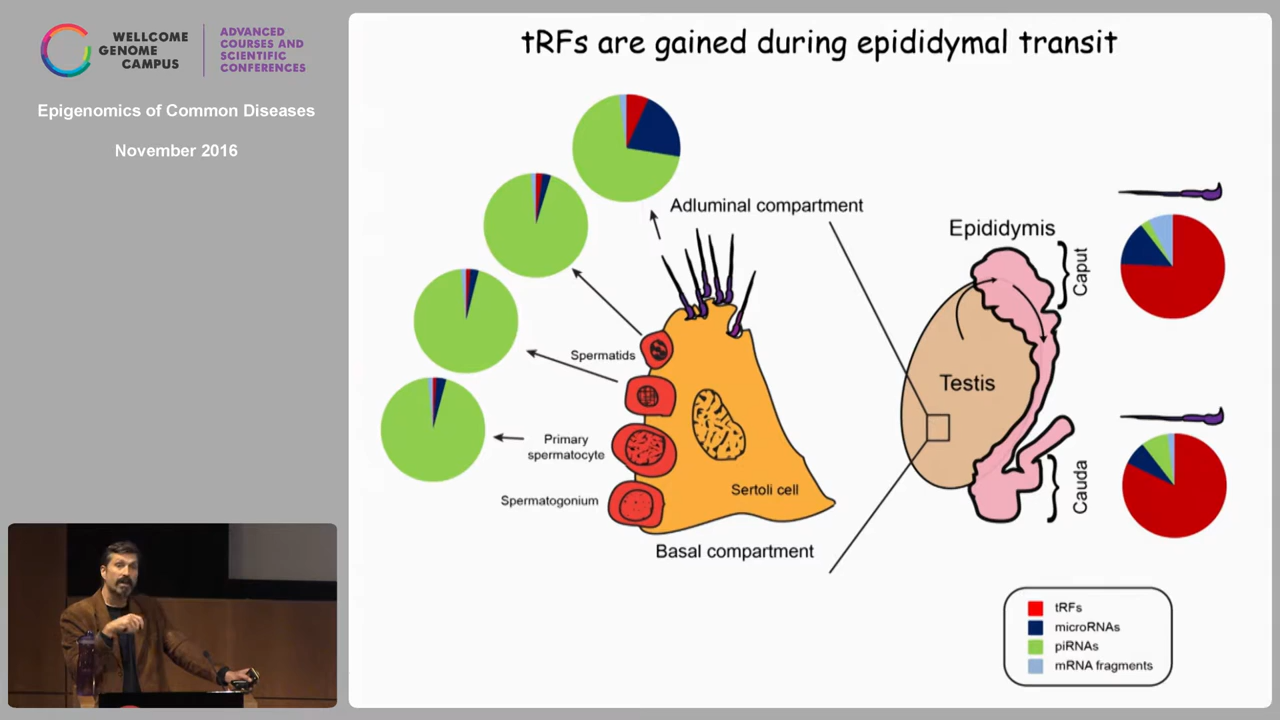 WELLCOME
GENOME
CAMPUS
ADVANCED
COURSES AND
SCIENTIFIC
CONFERENCES
Epigenomics of Common Diseases
November 2016
tRFs are gained during epididymal transit
Adluminal compartment
Spermatids
Primary
spermatocyte
Spermatogonium
Sertoli cell
Basal compartment
Epididymis
Caput
Testis
Cauda
tRFs
microRNAs
piRNAs
mRNA fragments